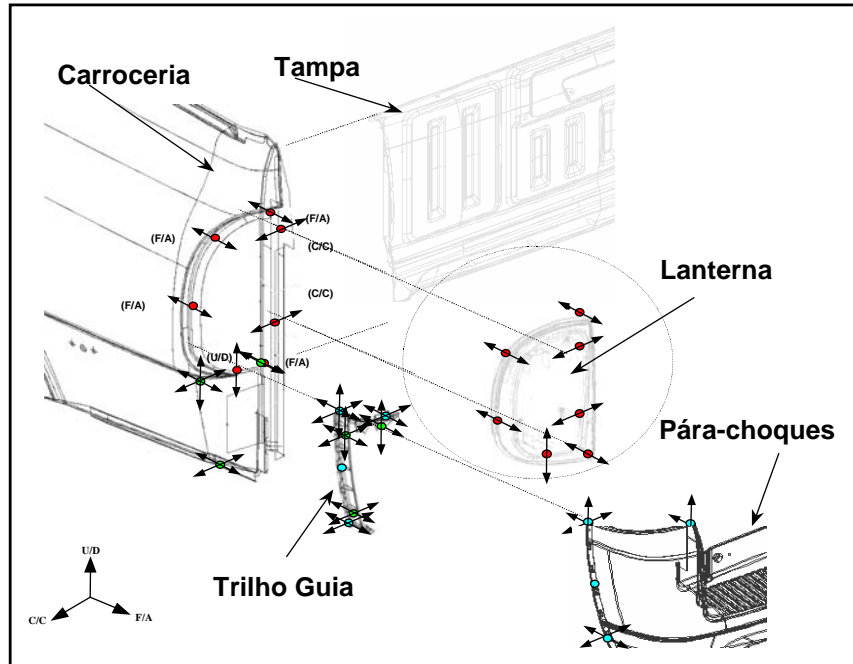 Carroceria
Tampa
(F/A)
(F/A)
(C/C)
Lanterna
(F/A)
(C/C)
(U/D)
(F/A)
Pára-choques
Trilho Guia
U/D
C/C
F/A